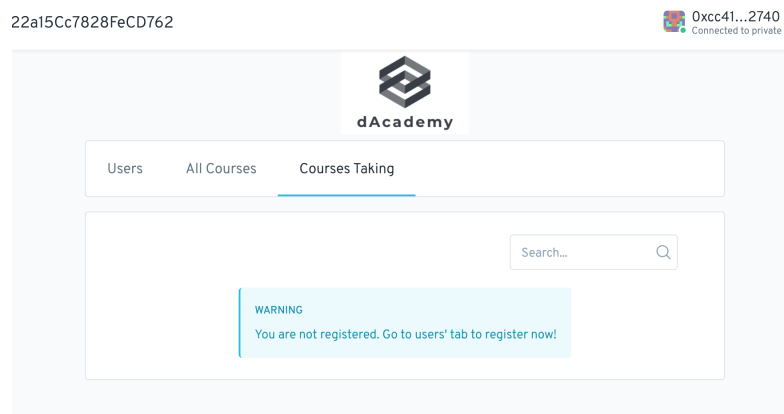 22a15Cc7828FeCD762
0xcc41...2740
Connected to private
dAcademy
Users All Courses Courses Taking
Search...
WARNING
You are not registered. Go to users' tab to register now!